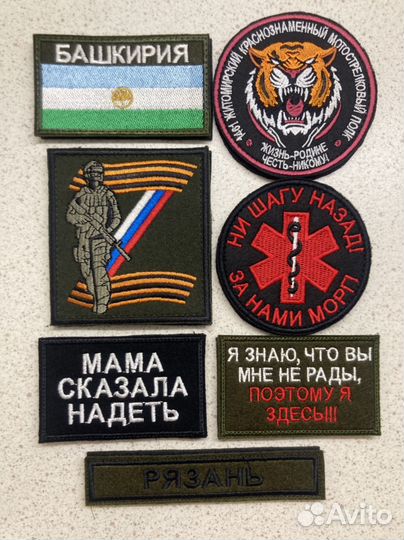 БАШКИРИЯ
4461 ЖИТОМИРСКИЙ КРАСНОЗНАМЕННЫЙ МОТОСТРЕЛКОВЫЙ ПОЛК
ЖИЗНЬ-РОДИНЕ
ЧЕСТЬ-НИКОМУ!
НИ ШАГУ НАЗАД!
ЗА НАМИ МОРГ!
МАМА
СКАЗАЛА
НАДЕТЬ
Я ЗНАЮ, ЧТО ВЫ
МНЕ НЕ РАДЫ,
ПОЭТОМУ Я
ЗДЕСЬ!!!
РЯЗАНЬ
Avito